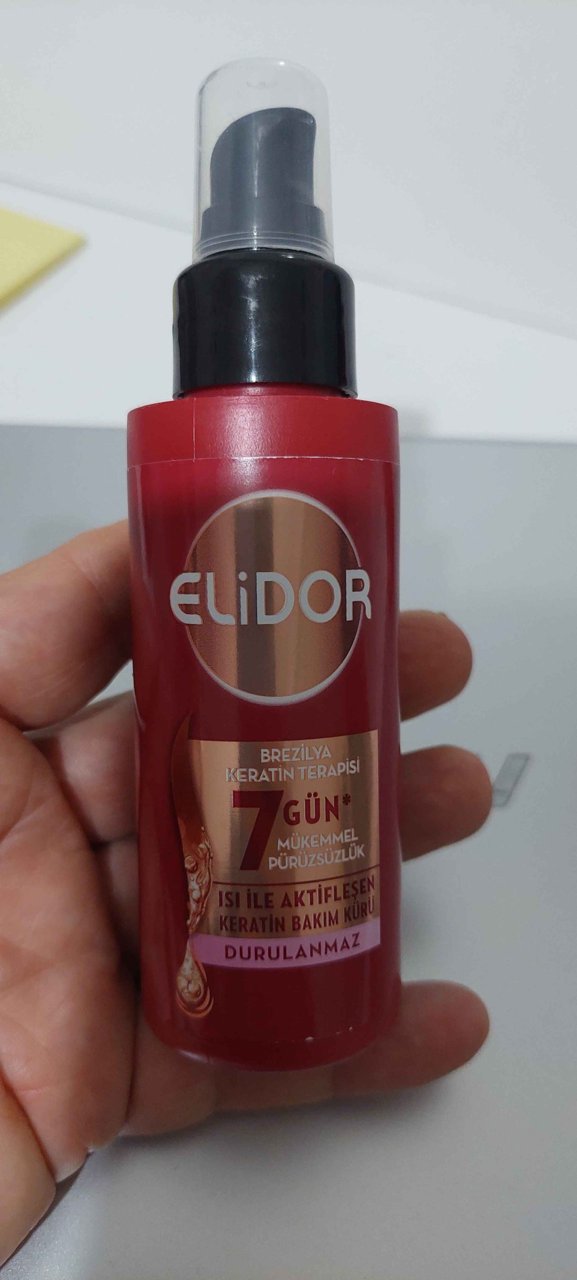 ELiDOR
BREZİLYA
KERATİN TERAPİSİ
7 GÜN*
MÜKEMMEL
PÜRÜZSÜZLÜK
ISI İLE AKTİFLEŞEN
KERATİN BAKIM KÜRÜ
DURULANMAZ